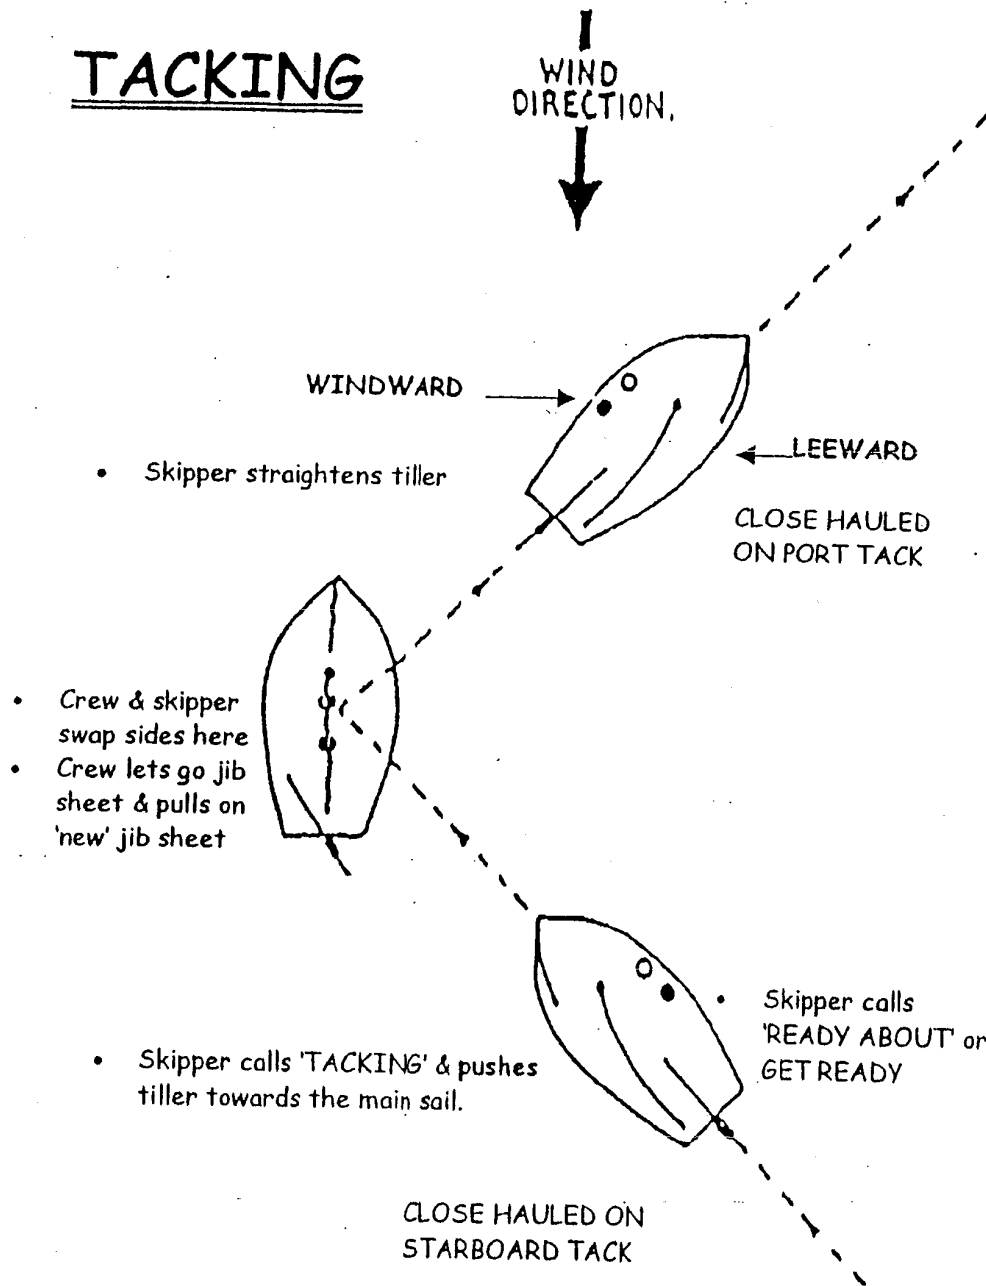 TACKING
WIND
DIRECTION.
WINDWARD
LEEWARD
• Skipper straightens tiller
CLOSE HAULED
ON PORT TACK
• Crew & skipper
swap sides here
• Crew lets go jib
sheet & pulls on
'new' jib sheet
• Skipper calls
'READY ABOUT' or
GET READY
• Skipper calls 'TACKING' & pushes
tiller towards the main sail.
CLOSE HAULED ON
STARBOARD TACK